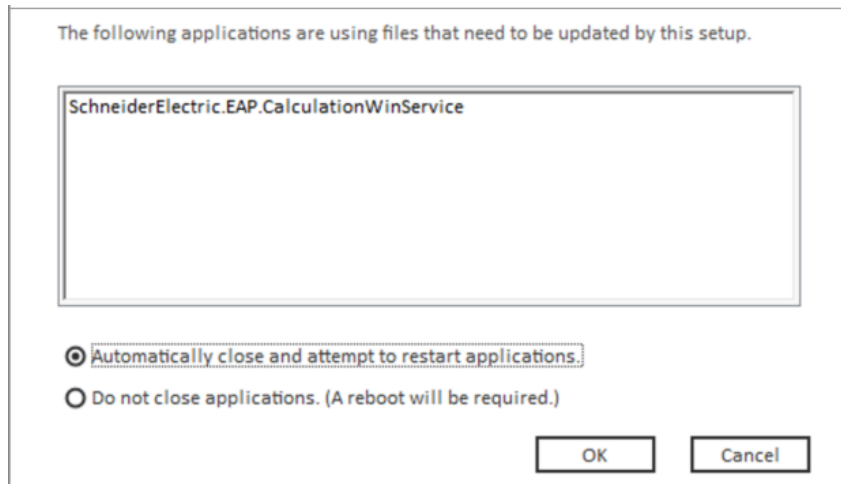 The following applications are using files that need to be updated by this setup.
SchneiderElectric.EAP.CalculationWinService
Automatically close and attempt to restart applications.
Do not close applications. (A reboot will be required.)
OK
Cancel